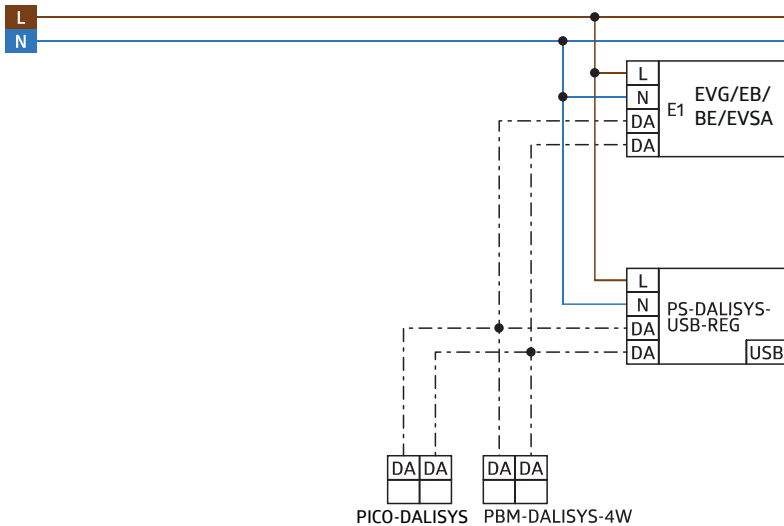 L
N
L
N
DA
DA
E1
EVG/EB/
BE/EVSA
L
N
DA
DA
PS-DALISYS-
USB-REG
USB
DA DA
DA DA
PICO-DALISYS
PBM-DALISYS-4W